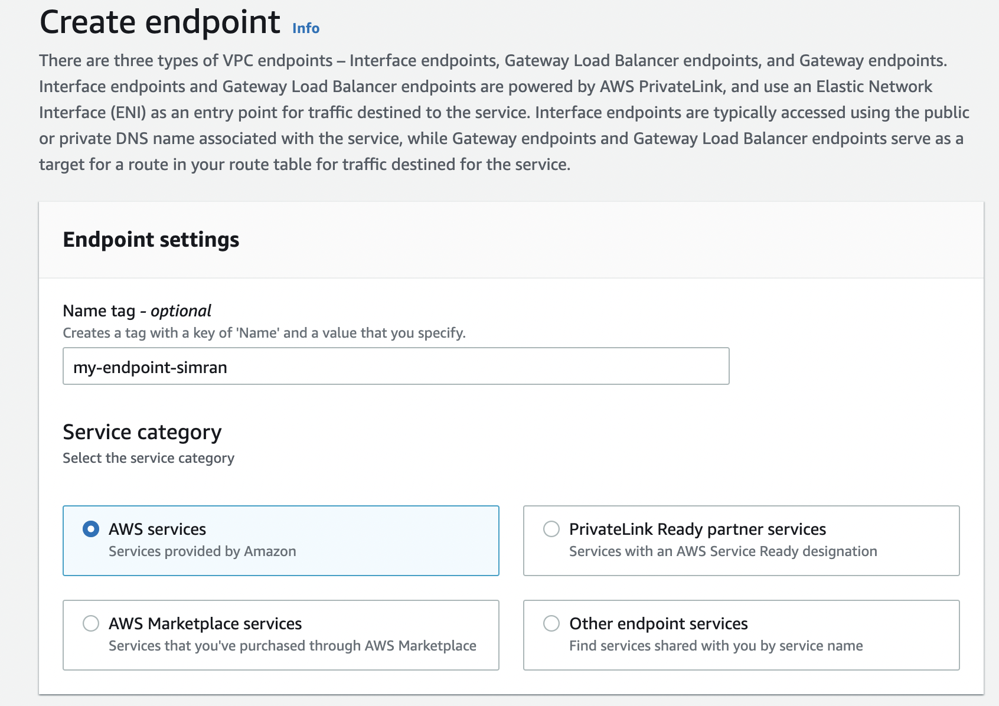 Create endpoint Info
There are three types of VPC endpoints – Interface endpoints, Gateway Load Balancer endpoints, and Gateway endpoints.
Interface endpoints and Gateway Load Balancer endpoints are powered by AWS PrivateLink, and use an Elastic Network
Interface (ENI) as an entry point for traffic destined to the service. Interface endpoints are typically accessed using the public
or private DNS name associated with the service, while Gateway endpoints and Gateway Load Balancer endpoints serve as a
target for a route in your route table for traffic destined for the service.
Endpoint settings
Name tag - optional
Creates a tag with a key of 'Name' and a value that you specify.
my-endpoint-simran
Service category
Select the service category
AWS services
Services provided by Amazon
PrivateLink Ready partner services
Services with an AWS Service Ready designation
AWS Marketplace services
Services that you've purchased through AWS Marketplace
Other endpoint services
Find services shared with you by service name